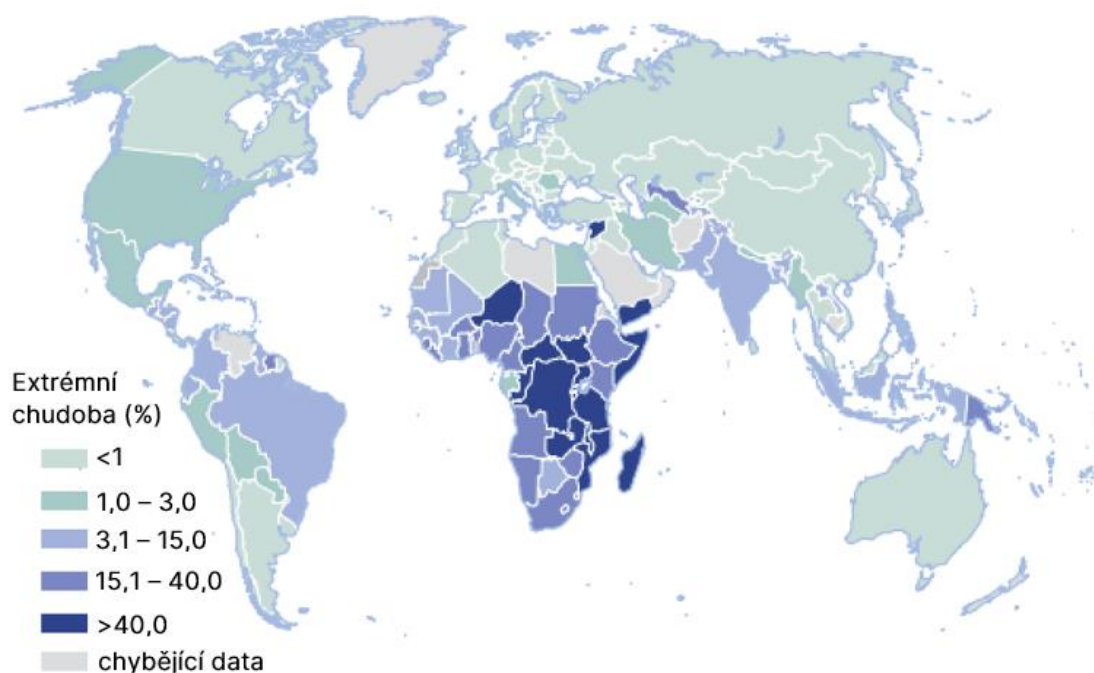 Extrémní
chudoba (%)
<1
1,0 – 3,0
3,1 – 15,0
15,1 – 40,0
>40,0
chybějící data